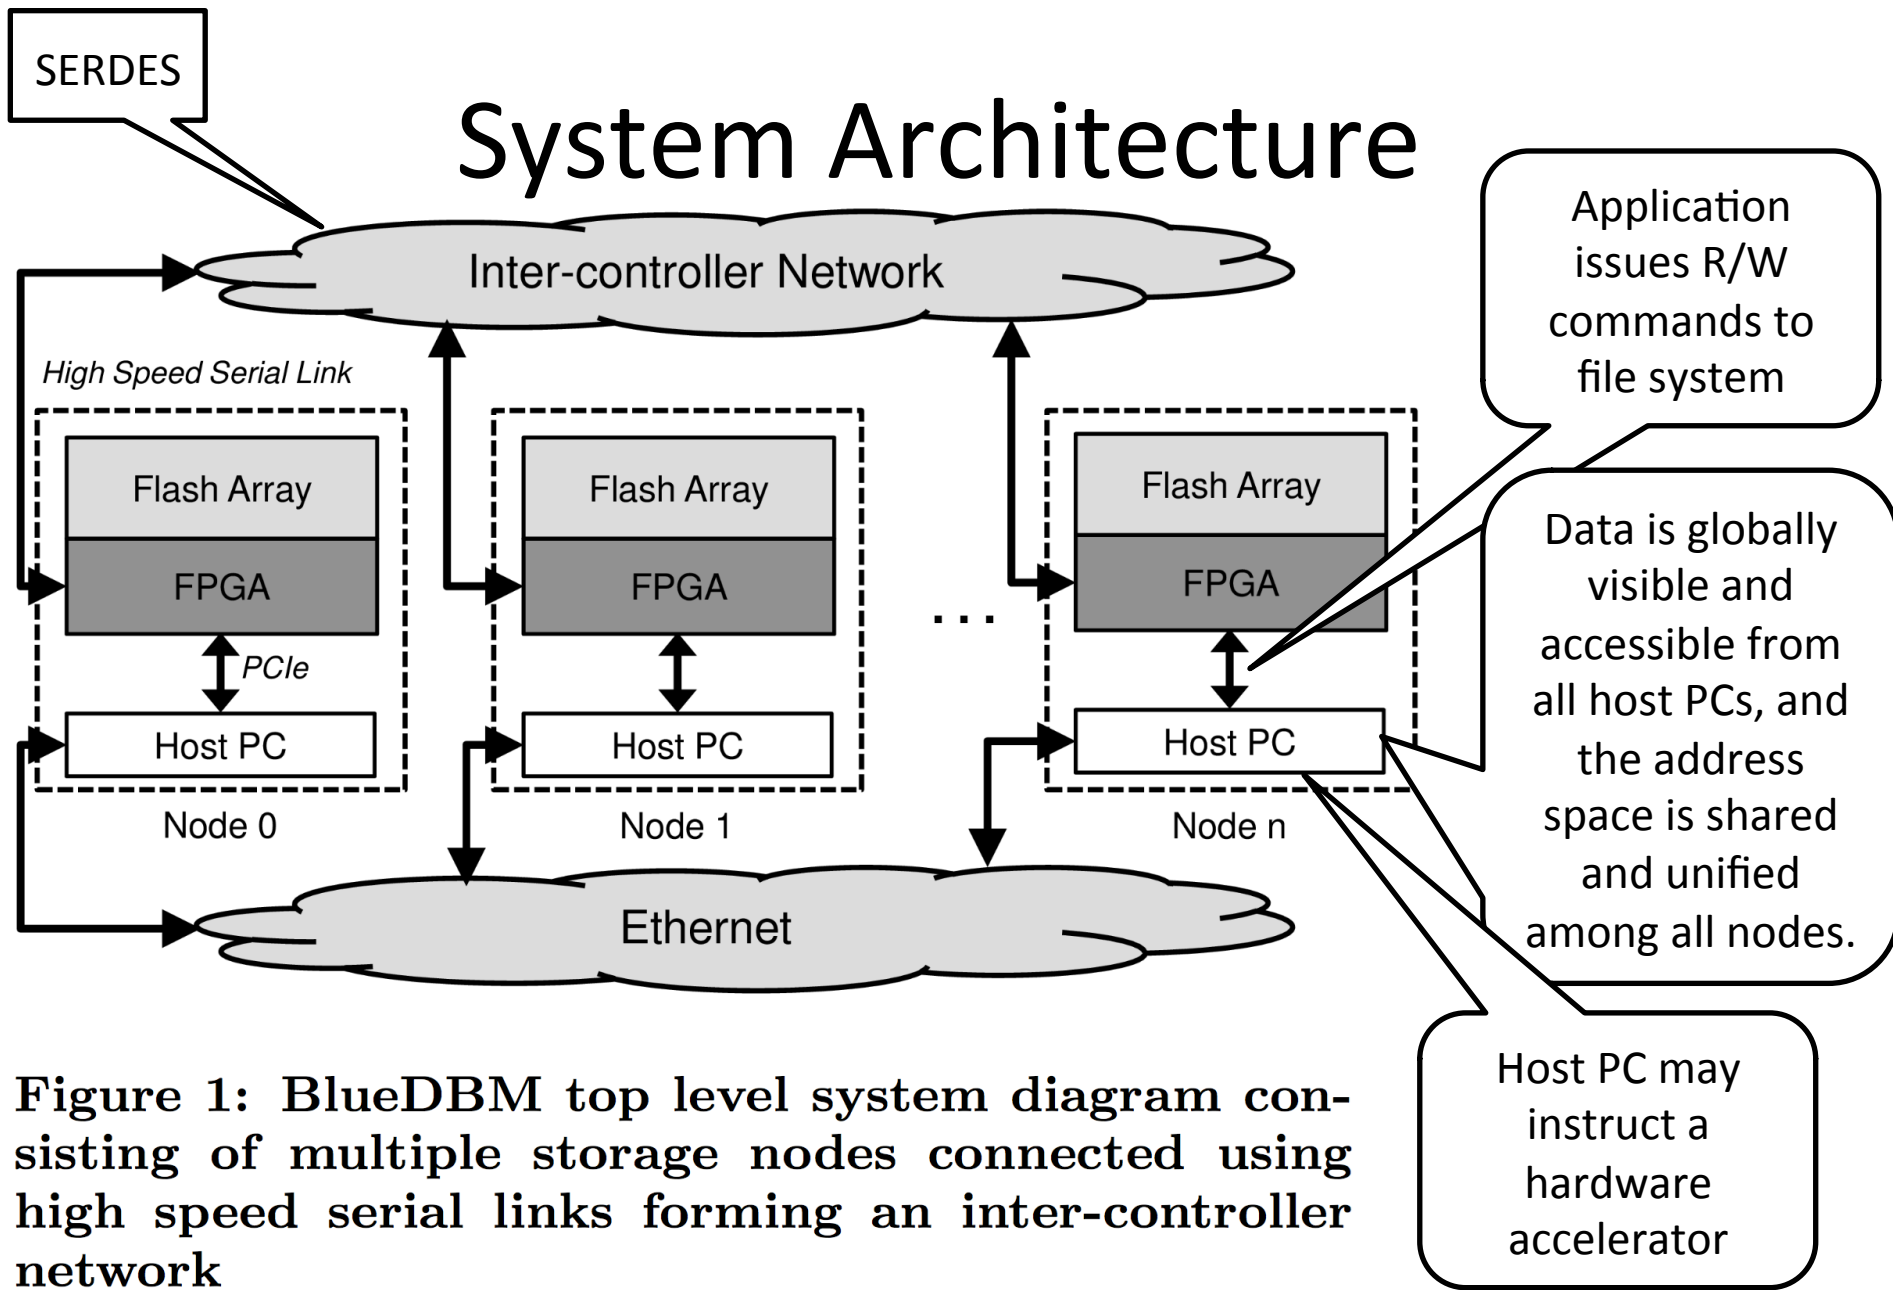 SERDES
System Architecture
Application
issues R/W
commands to
file system
Inter-controller Network
High Speed Serial Link
Flash Array
FPGA
PCIe
Host PC
Node 0
Flash Array
FPGA
Host PC
Node 1
...
Flash Array
FPGA
Host PC
Node n
Data is globally
visible and
accessible from
all host PCs, and
the address
space is shared
and unified
among all nodes.
Ethernet
Host PC may
instruct a
hardware
accelerator
Figure 1: BlueDBM top level system diagram con-
sisting of multiple storage nodes connected using
high speed serial links forming an inter-controller
network